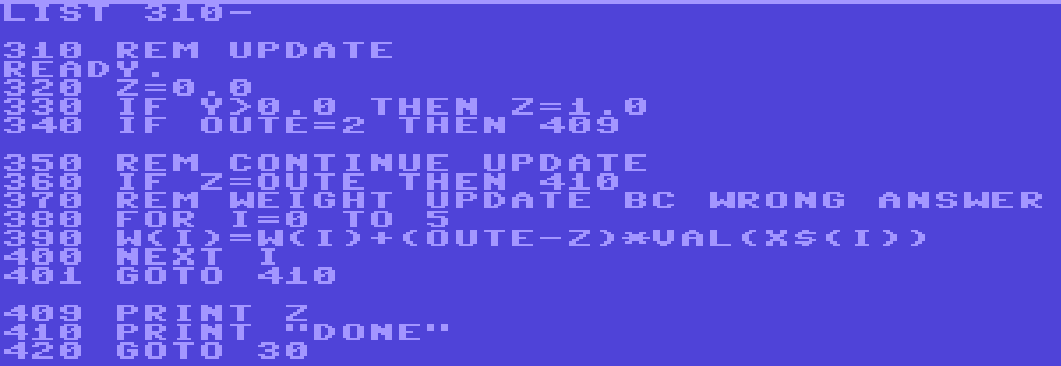 LIST 310-
310 REM UPDATE
READY.
320 Z=0.0
330 IF Y>0.0 THEN Z=1.0
340 IF OUTE=2 THEN 409
350 REM CONTINUE UPDATE
360 IF Z=OUTE THEN 410
370 REM WEIGHT UPDATE BC WRONG ANSWER
380 FOR I=0 TO 5
390 W(I)=W(I)+(OUTE-Z)*VAL(X$(I))
400 NEXT I
401 GOTO 410
409 PRINT Z
410 PRINT "DONE"
420 GOTO 30